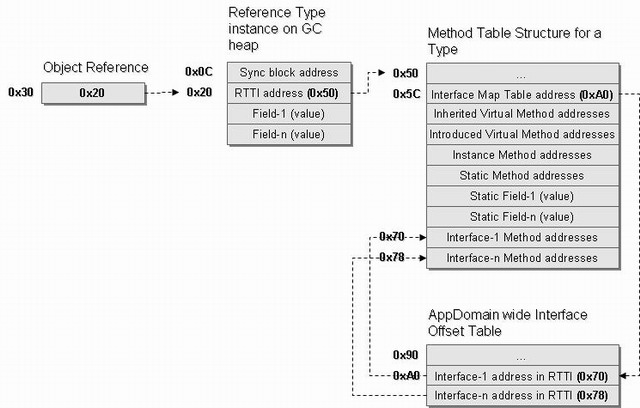 Reference Type
instance on GC
heap
Method Table Structure for a
Type
Object Reference
0x30
0x20
0x0C
Sync block address
0x20
RTTI address (0x50)
Field-1 (value)
Field-n (value)
0x50
...
0x5C
Interface Map Table address (0xA0)
Inherited Virtual Method addresses
Introduced Virtual Method addresses
Instance Method addresses
Static Method addresses
Static Field-1 (value)
Static Field-n (value)
0x70
Interface-1 Method addresses
0x78
Interface-n Method addresses
AppDomain wide Interface
Offset Table
0x90
...
0xA0
Interface-1 address in RTTI (0x70)
Interface-n address in RTTI (0x78)